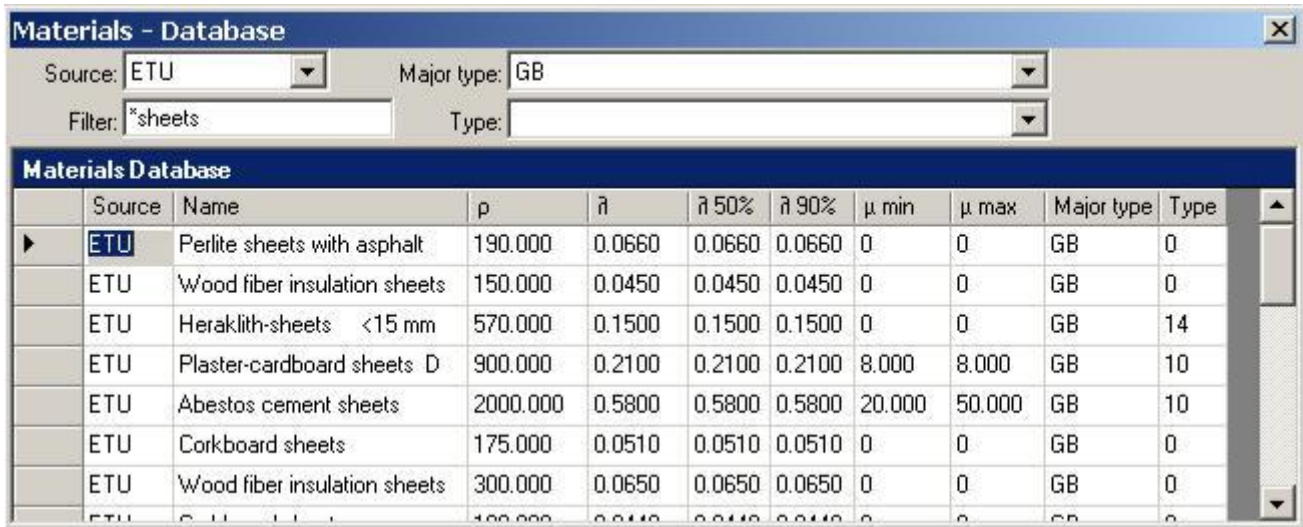 Materials - Database
Source: ETU Major type: GB
Filter: *sheets Type:
Materials Database
Source Name ρ λ λ 50% λ 90% μ min μ max Major type Type
ETU Perlite sheets with asphalt 190.000 0.0660 0.0660 0.0660 0 0 GB 0
ETU Wood fiber insulation sheets 150.000 0.0450 0.0450 0.0450 0 0 GB 0
ETU Heraklith-sheets <15 mm 570.000 0.1500 0.1500 0.1500 0 0 GB 14
ETU Plaster-cardboard sheets D 900.000 0.2100 0.2100 0.2100 8.000 8.000 GB 10
ETU Abestos cement sheets 2000.000 0.5800 0.5800 0.5800 20.000 50.000 GB 10
ETU Corkboard sheets 175.000 0.0510 0.0510 0.0510 0 0 GB 0
ETU Wood fiber insulation sheets 300.000 0.0650 0.0650 0.0650 0 0 GB 0